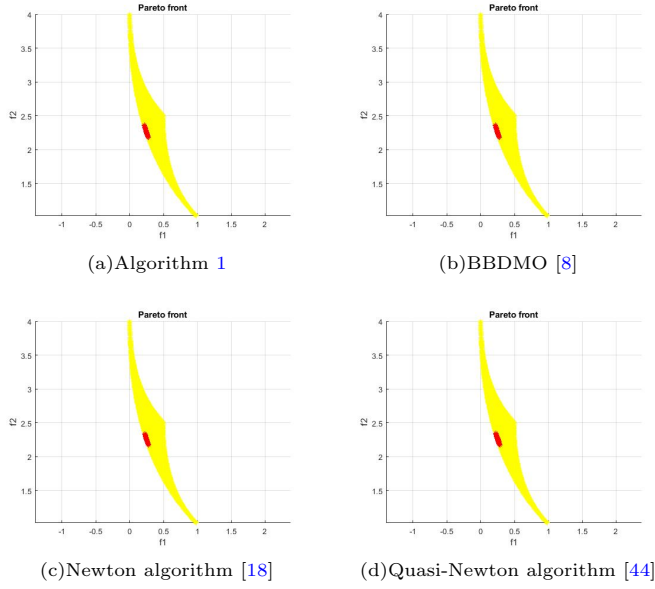 Pareto front
4
3.5
3
2.5
2
1.5
f2
-1 -0.5 0 0.5 1 1.5 2
f1
(a)Algorithm 1
Pareto front
4
3.5
3
2.5
2
1.5
f2
-1 -0.5 0 0.5 1 1.5 2
f1
(b)BBDMO [8]
Pareto front
4
3.5
3
2.5
2
1.5
f2
-1 -0.5 0 0.5 1 1.5 2
f1
(c)Newton algorithm [18]
Pareto front
4
3.5
3
2.5
2
1.5
f2
-1 -0.5 0 0.5 1 1.5 2
f1
(d)Quasi-Newton algorithm [44]